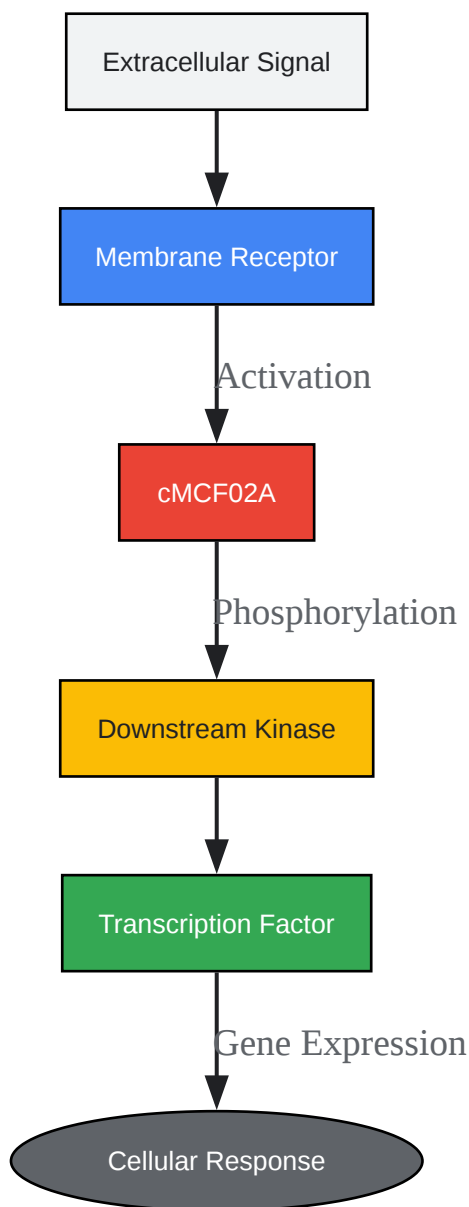 Extracellular Signal
Membrane Receptor
Activation
cMCF02A
Phosphorylation
Downstream Kinase
Transcription Factor
Gene Expression
Cellular Response